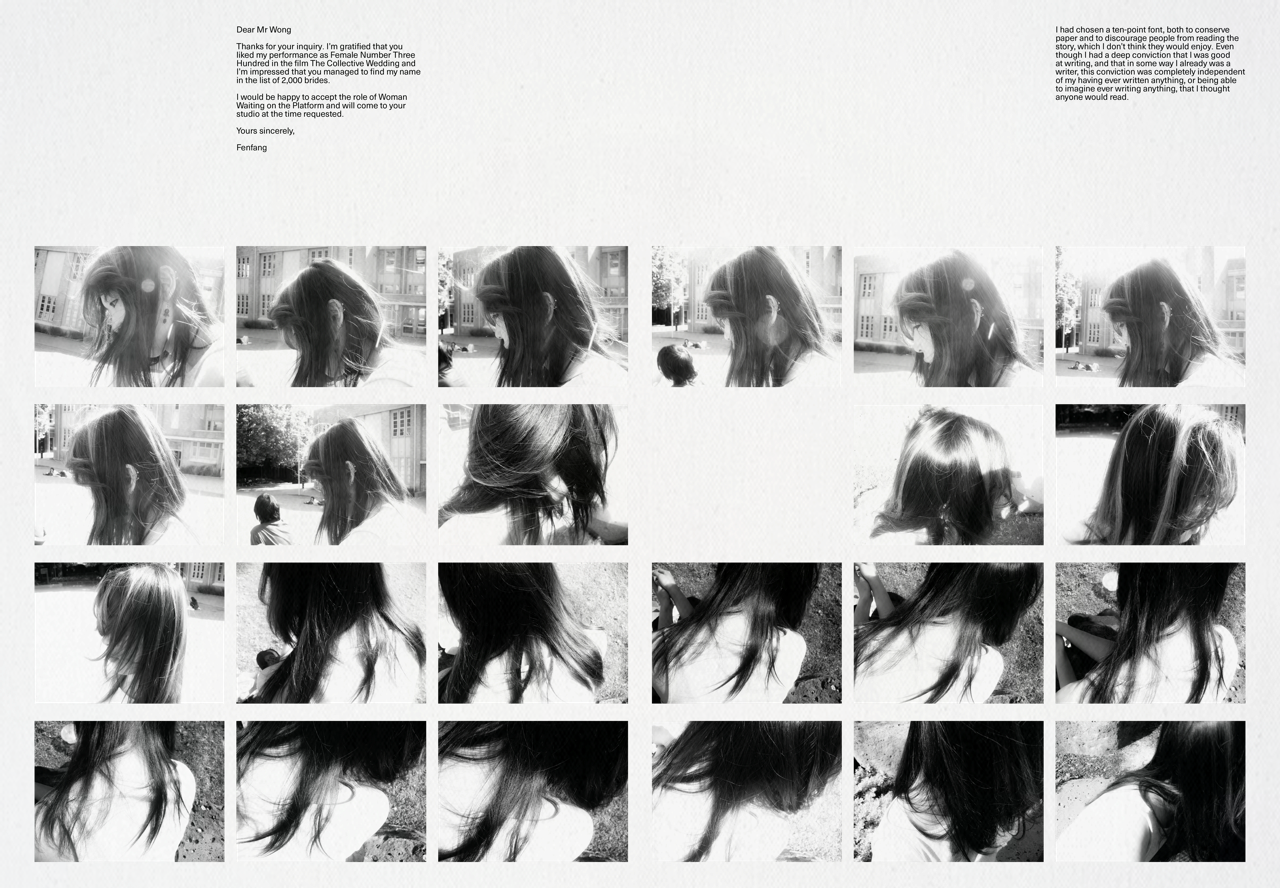 Dear Mr Wong
Thanks for your inquiry. I'm gratified that you
liked my performance as Female Number Three
Hundred in the film The Collective Wedding and
I'm impressed that you managed to find my name
in the list of 2,000 brides.
I would be happy to accept the role of Woman
Waiting on the Platform and will come to your
studio at the time requested.
Yours sincerely,
Fenfang
I had chosen a ten-point font, both to conserve
paper and to discourage people from reading the
story, which I don't think they would enjoy. Even
though I had a deep conviction that I was good
at writing, and that in some way I already was a
writer, this conviction was completely independent
of my having ever written anything, or being able
to imagine ever writing anything, that I thought
anyone would read.